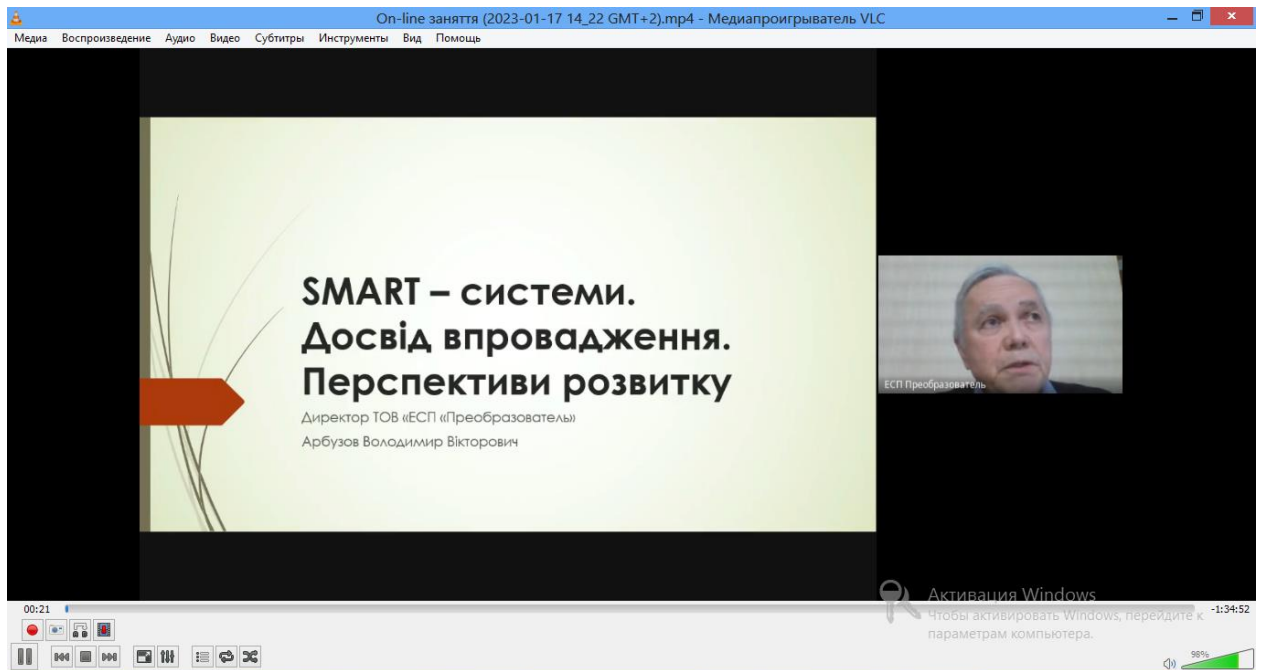 On-line заняття (2023-01-17 14_22 GMT+2).mp4 - Медиапроигрыватель VLC
Медиа Воспроизведение Аудио Видео Субтитры Инструменты Вид Помощь
SMART – системи.
Досвід впровадження.
Перспективи розвитку
Директор ТОВ «ЕСП «Преобразователь»
Арбузов Володимир Вікторович
ЕСП Преобразователь
Активация Windows
Чтобы активировать Windows, перейдите к
параметрам компьютера.
00:21
-1:34:52
98%